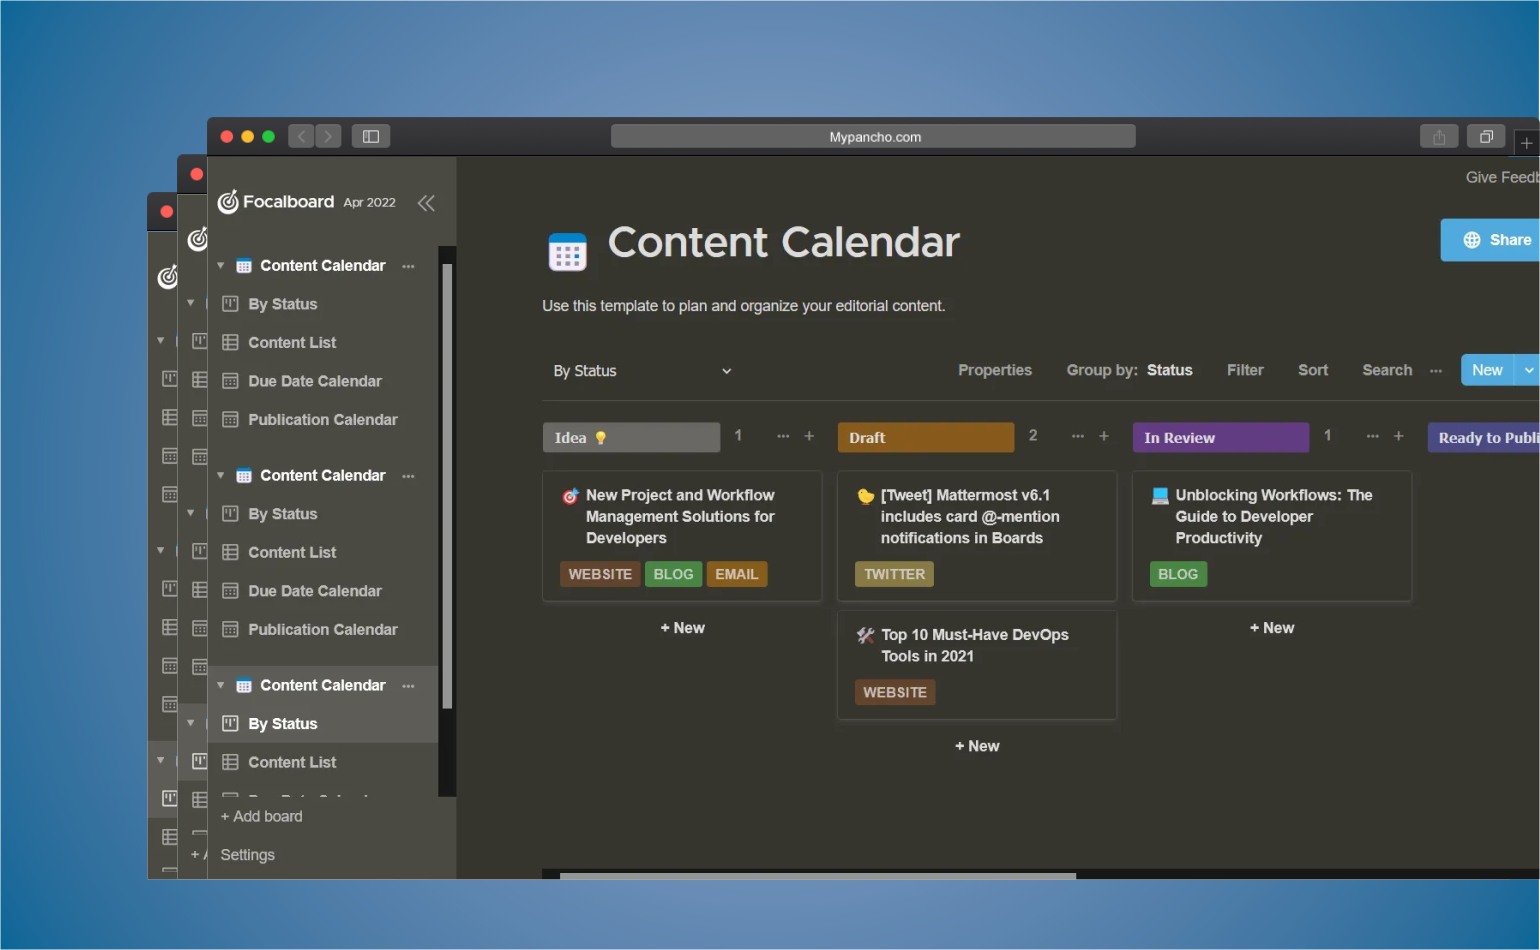 Mypancho.com
Focalboard Apr 2022
Content Calendar
By Status
Content List
Due Date Calendar
Publication Calendar
Content Calendar
By Status
Content List
Due Date Calendar
Publication Calendar
Content Calendar
By Status
Content List
+ Add board
Settings
Give Feedb
Content Calendar
Share
Use this template to plan and organize your editorial content.
By Status
Properties Group by: Status Filter Sort Search ... New
Idea 💡 1 ... +
New Project and Workflow
Management Solutions for
Developers
WEBSITE BLOG EMAIL
+ New
Draft 2 ... +
[Tweet] Mattermost v6.1
includes card @-mention
notifications in Boards
TWITTER
Top 10 Must-Have DevOps
Tools in 2021
WEBSITE
+ New
In Review 1 ... +
Unblocking Workflows: The
Guide to Developer
Productivity
BLOG
+ New
Ready to Publi